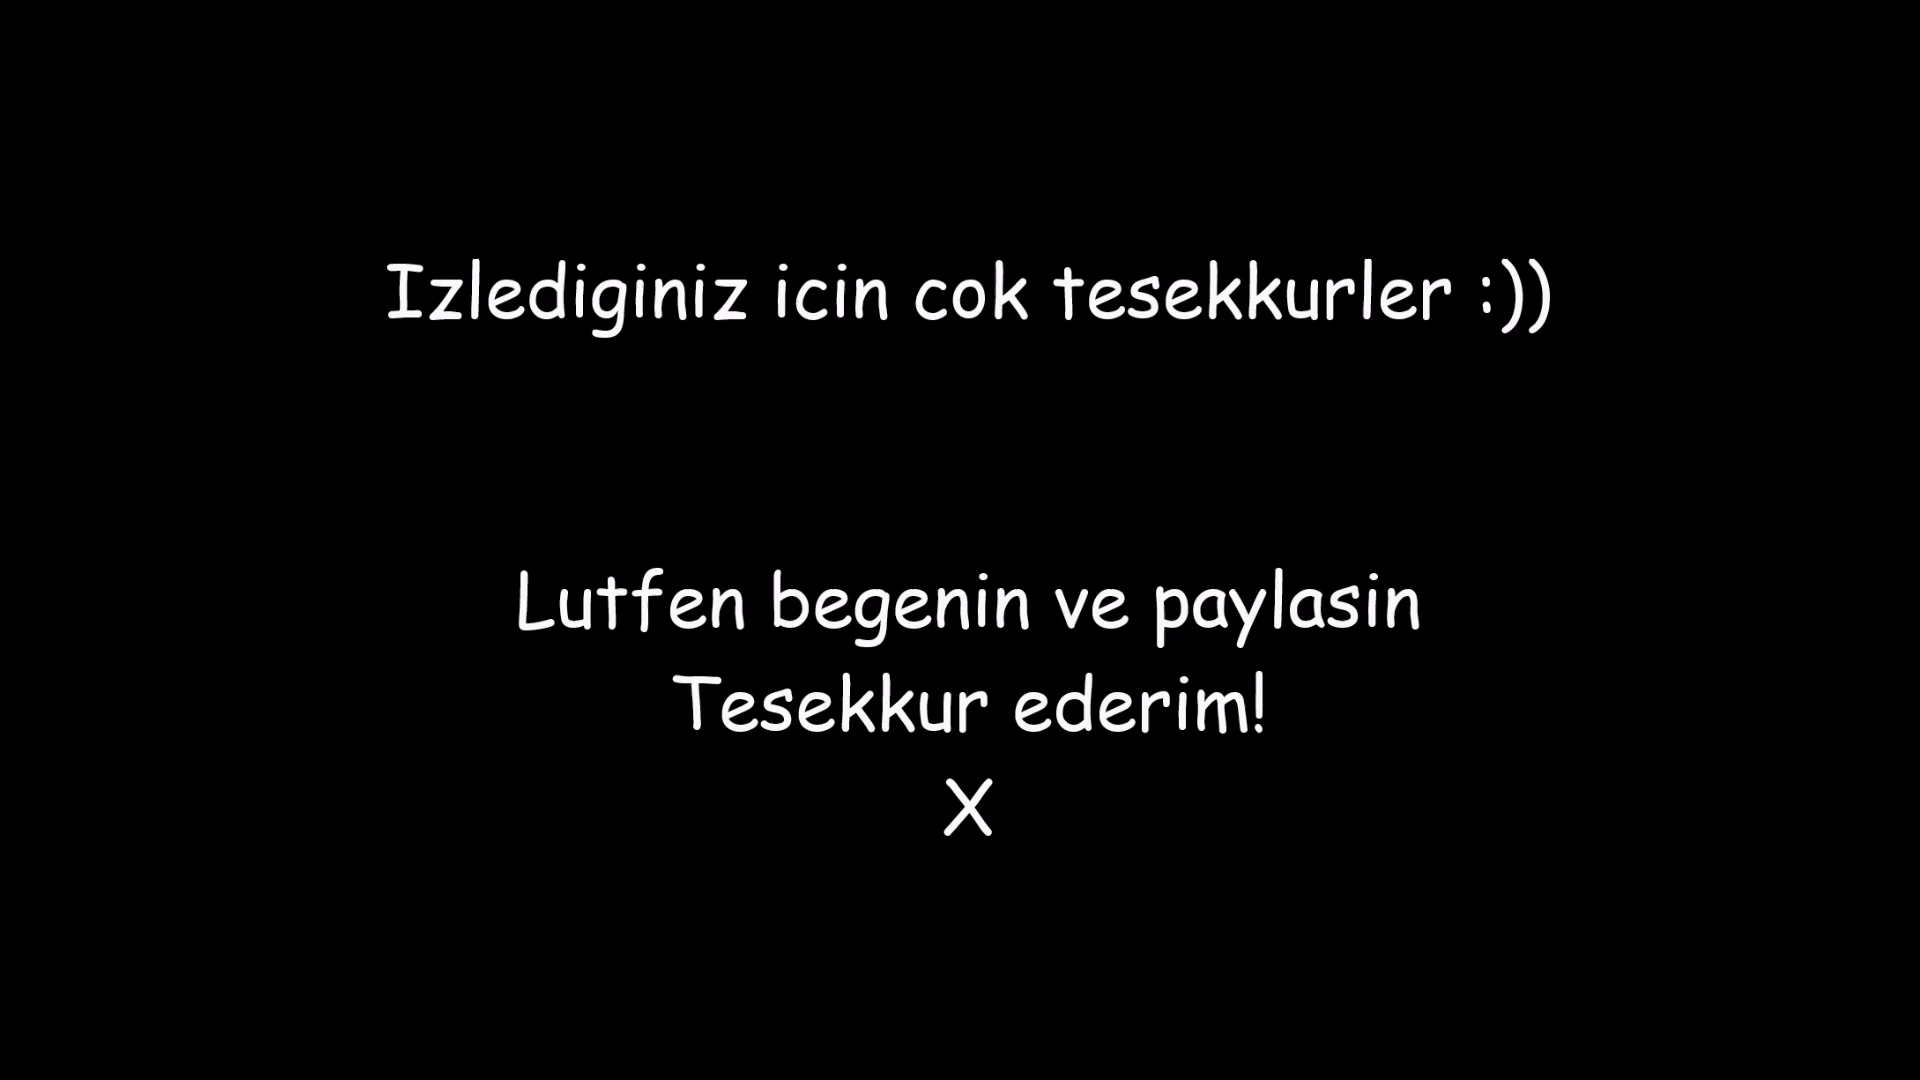 Izlediginiz icin cok tesekkurler :))
Lutfen begenin ve paylasin
Tesekkur ederim!
X